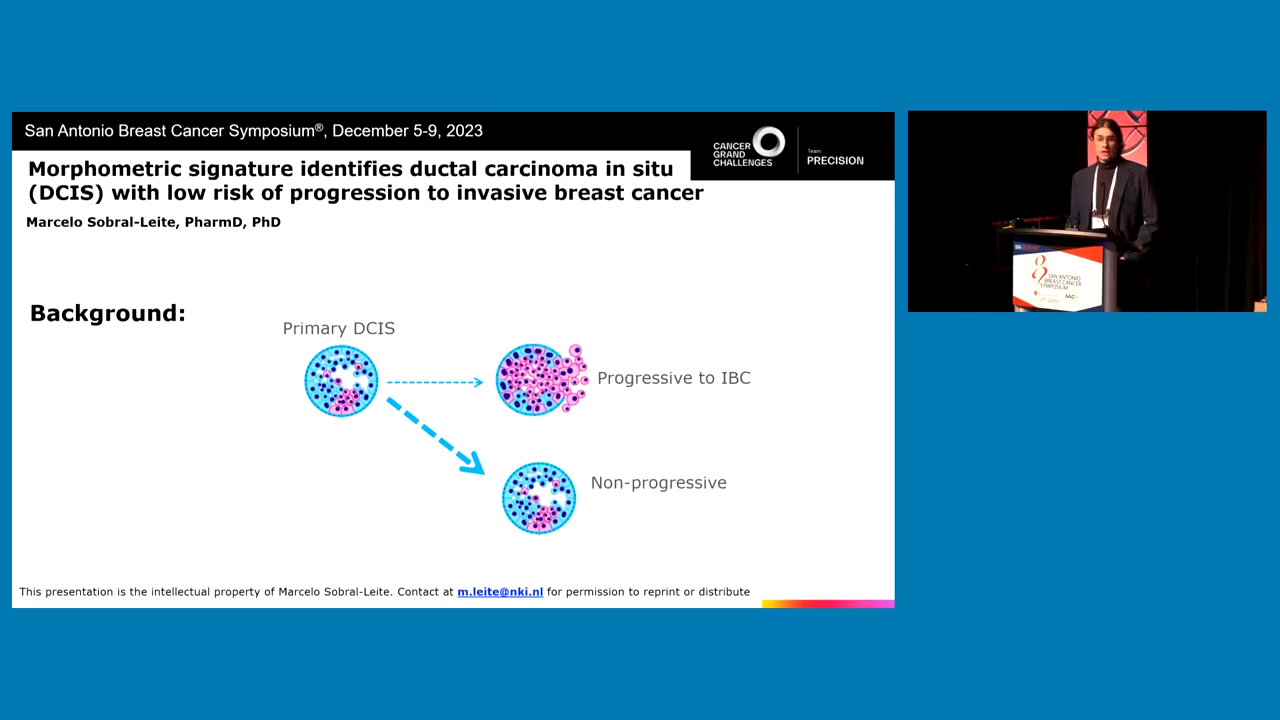 San Antonio Breast Cancer Symposium®, December 5-9, 2023
CANCER
GRAND
CHALLENGES
Team
PRECISION
Morphometric signature identifies ductal carcinoma in situ
(DCIS) with low risk of progression to invasive breast cancer
Marcelo Sobral-Leite, PharmD, PhD
Background:
Primary DCIS
Progressive to IBC
Non-progressive
This presentation is the intellectual property of Marcelo Sobral-Leite. Contact at m.leite@nki.nl for permission to reprint or distribute
SAN ANTONIO
BREAST CANCER
SYMPOSIUM